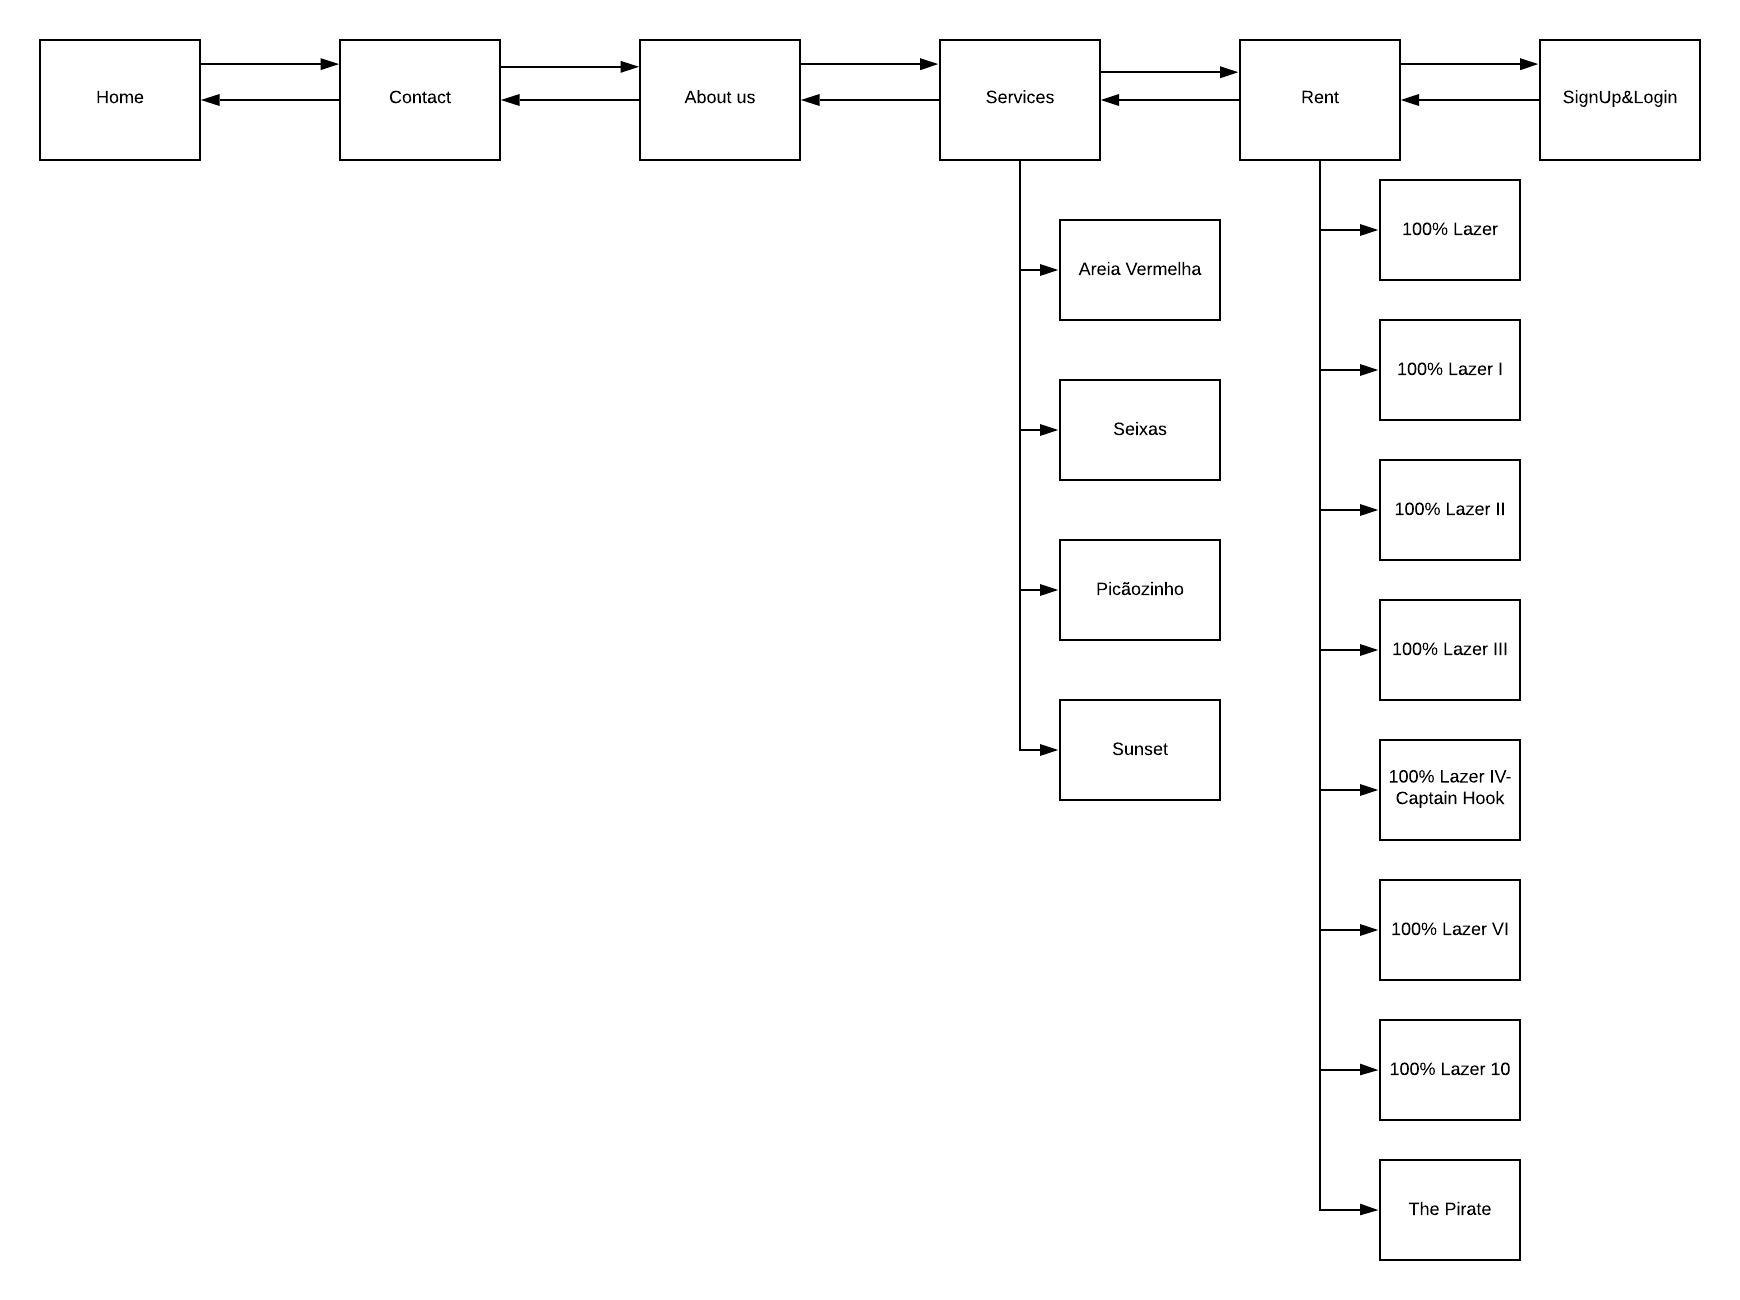 Home
Contact
About us
Services
Rent
SignUp&Login
Areia Vermelha
Seixas
Picãozinho
Sunset
100% Lazer
100% Lazer I
100% Lazer II
100% Lazer III
100% Lazer IV-
Captain Hook
100% Lazer VI
100% Lazer 10
The Pirate